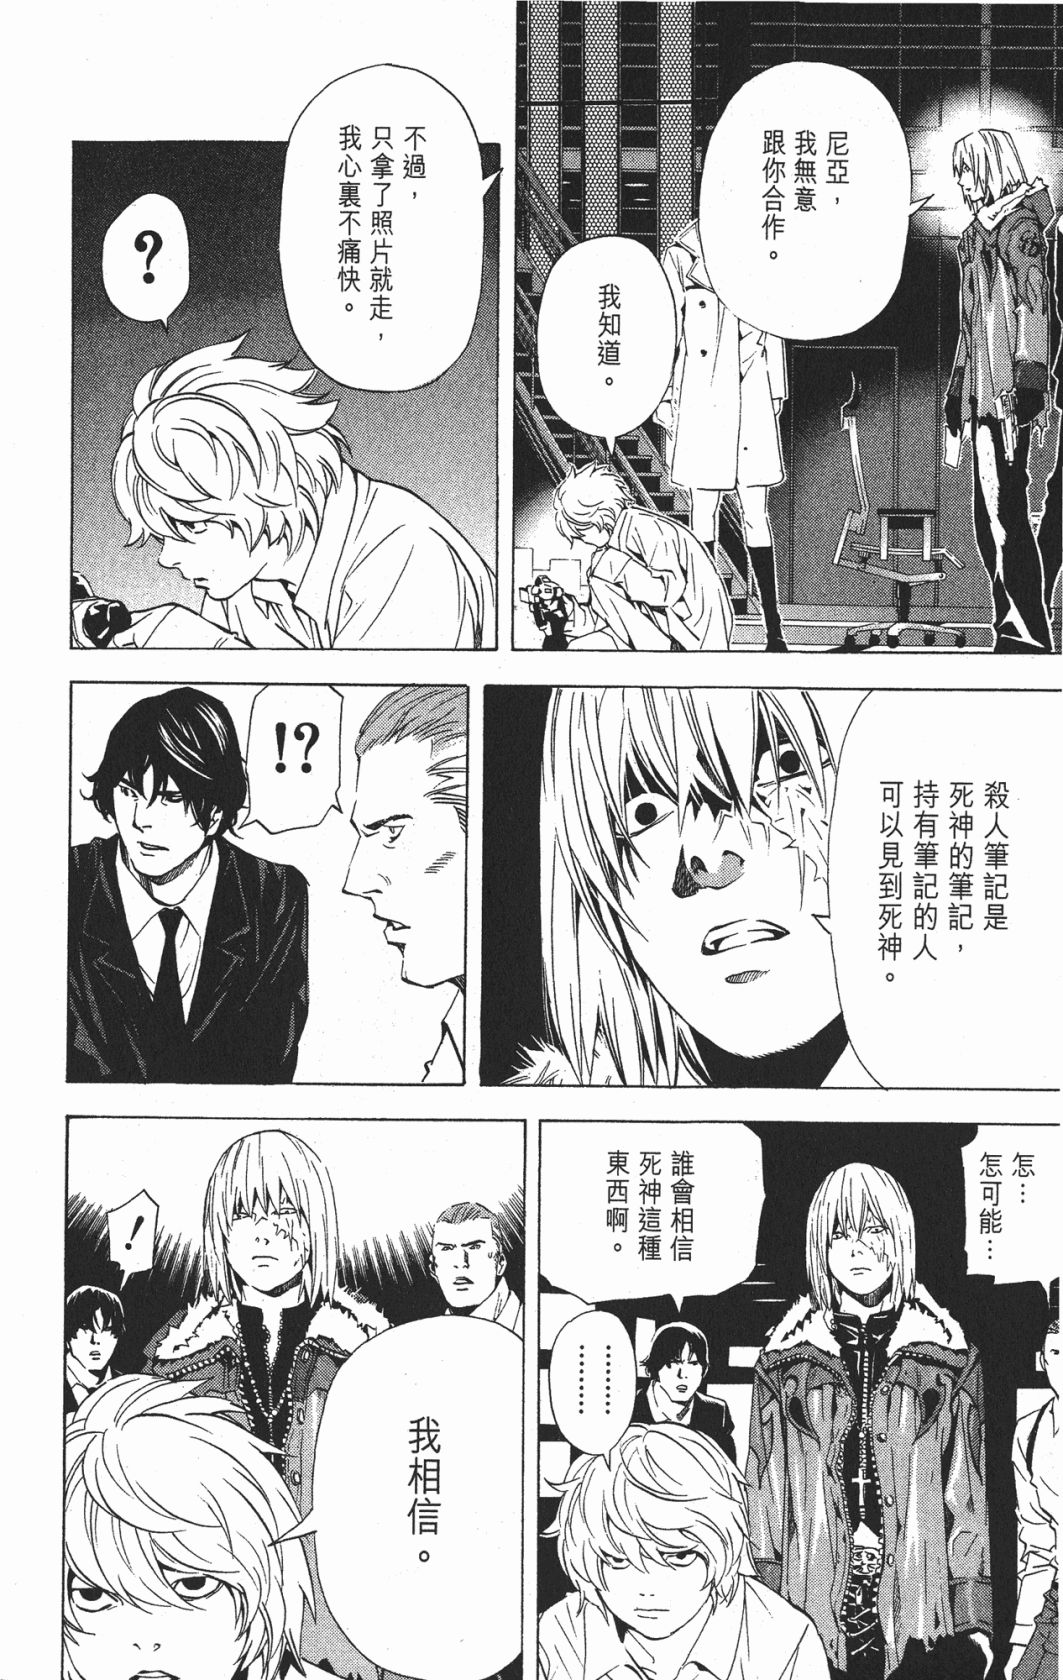 尼亞，
我無意
跟你合作。
我知道。
不過，
只拿了照片就走，
我心裏不痛快。
?
殺人筆記是
死神的筆記，
持有筆記的人
可以見到死神。
!?
怎…
怎可能…
誰會相信
死神這種
東西啊。
………
………
!
我相信。